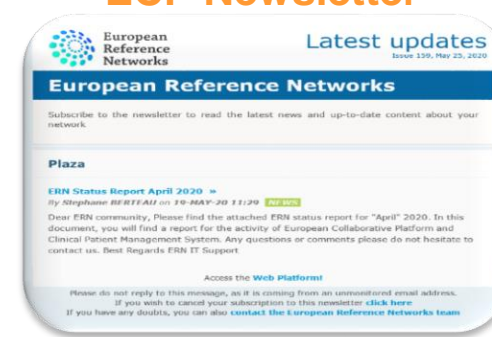 ECP Newsletter
European
Reference
Networks
Latest updates
Issue 159, May 25, 2020
European Reference Networks
Subscribe to the newsletter to read the latest news and up-to-date content about your
network
Plaza
ERN Status Report April 2020 »
By Stephane BERTEAU on 19-MAY-20 11:29 NEWS
Dear ERN community, Please find the attached ERN status report for "April" 2020. In this
document, you will find a report for the activity of European Collaborative Platform and
Clinical Patient Management System. Any questions or comments please do not hesitate to
contact us. Best Regards ERN IT Support
Access the Web Platform!
Please do not reply to this message, as it is coming from an unmonitored email address.
If you wish to cancel your subscription to this newsletter click here
If you have any doubts, you can also contact the European Reference Networks team